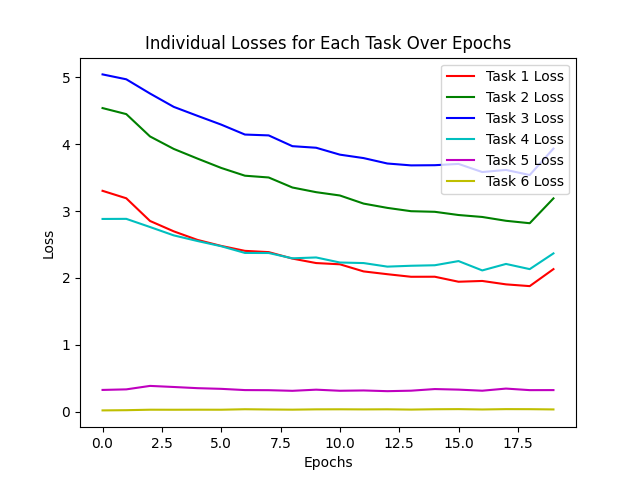 Individual Losses for Each Task Over Epochs
Task 1 Loss
Task 2 Loss
Task 3 Loss
Task 4 Loss
Task 5 Loss
Task 6 Loss
Loss
5
4
3
2
1
0
0.0 2.5 5.0 7.5 10.0 12.5 15.0 17.5
Epochs